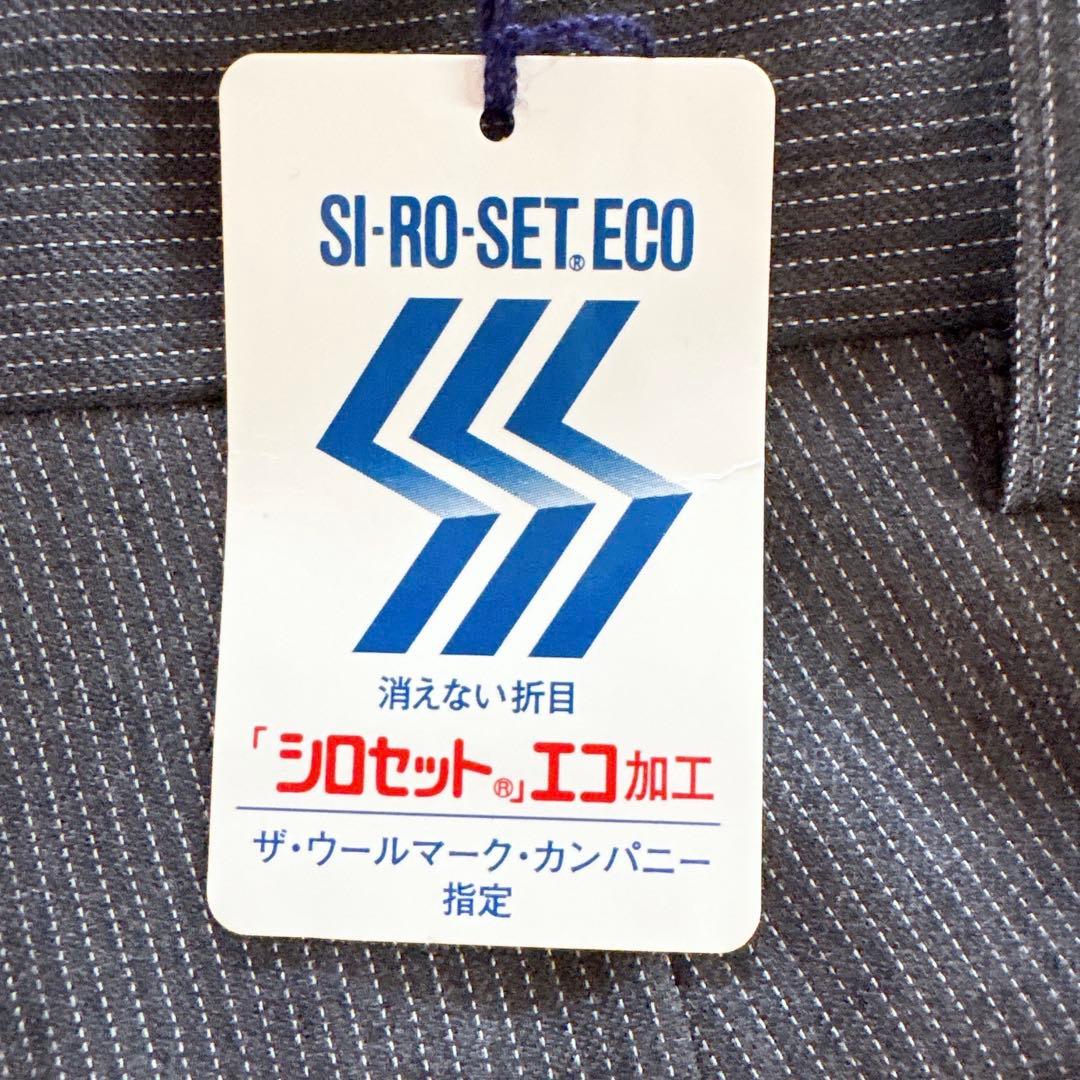 SI-RO-SET® ECO
消えない折目
「シロセット®」エコ加工
ザ・ウールマーク・カンパニー
指定